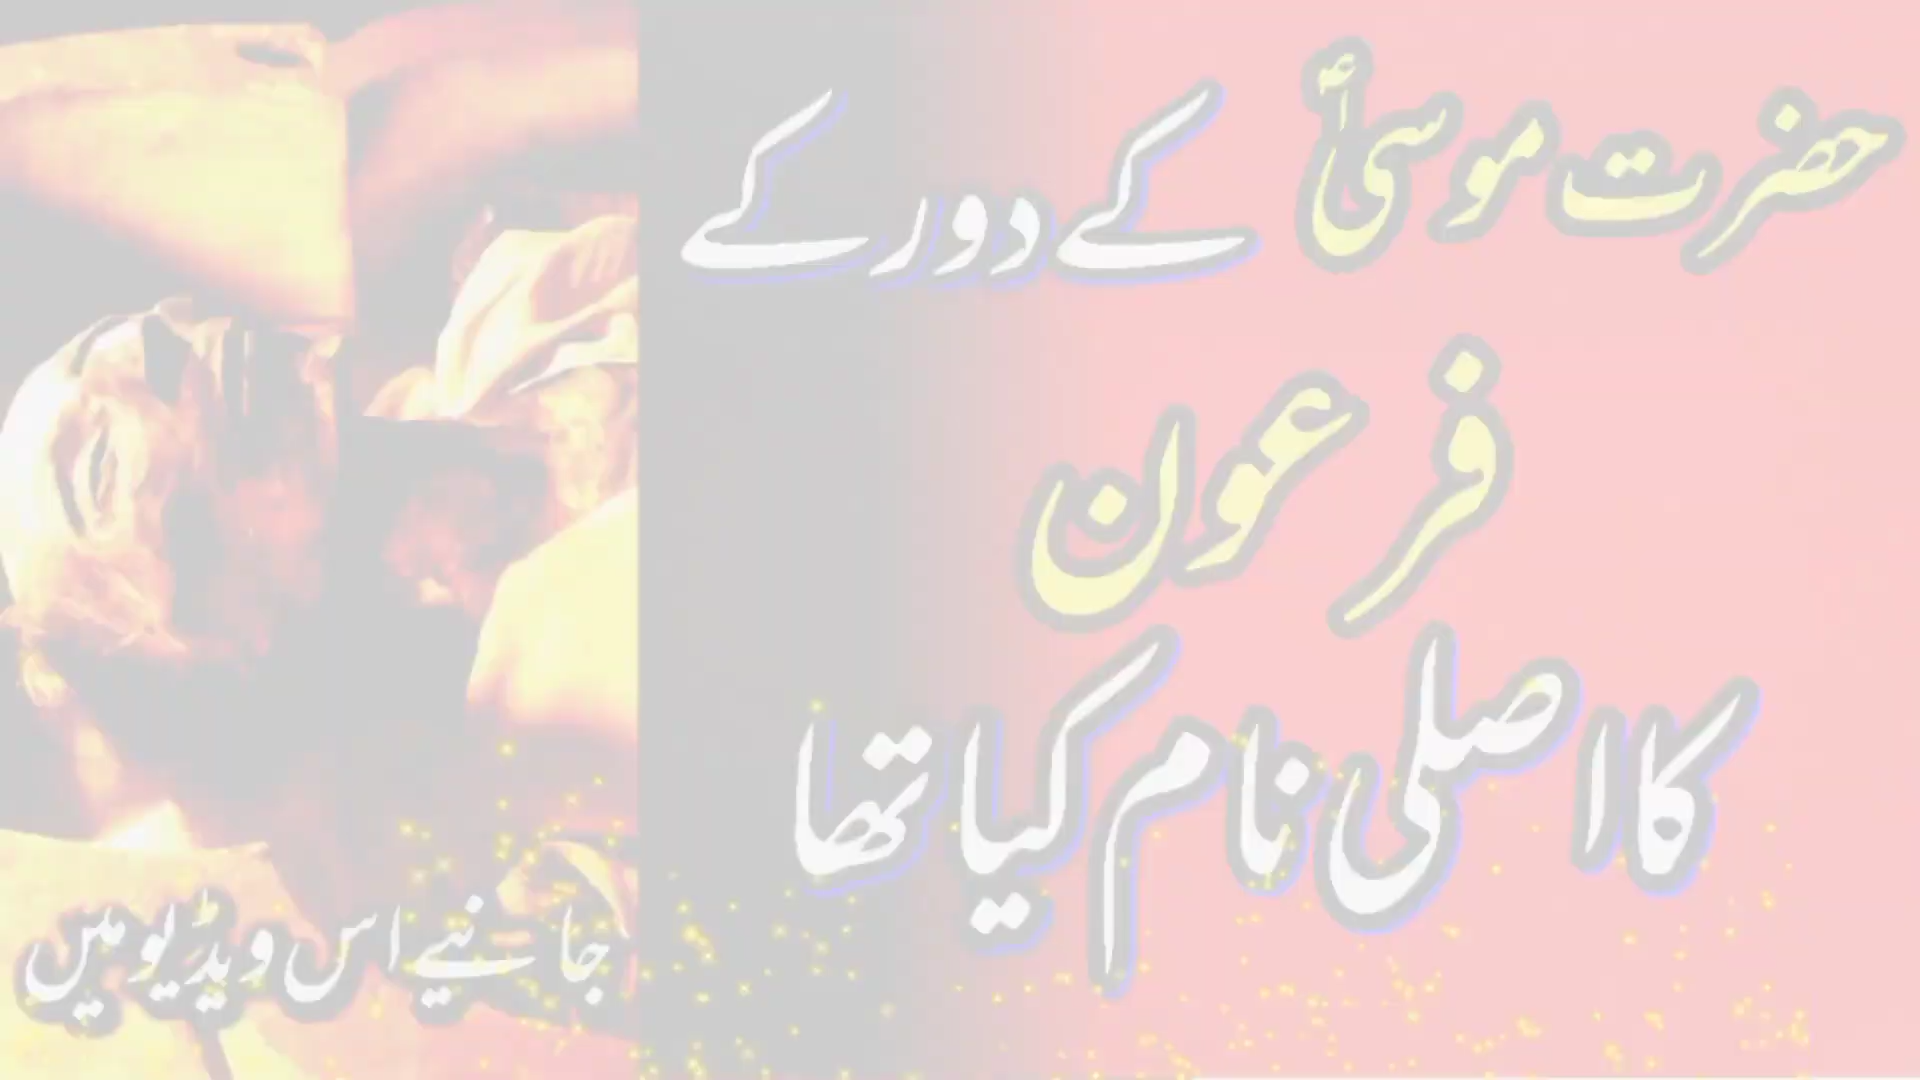 حضرت موسیٰؑ کے دور کے
فرعون
کا اصلی نام کیا تھا
جانیے اس ویڈیو میں